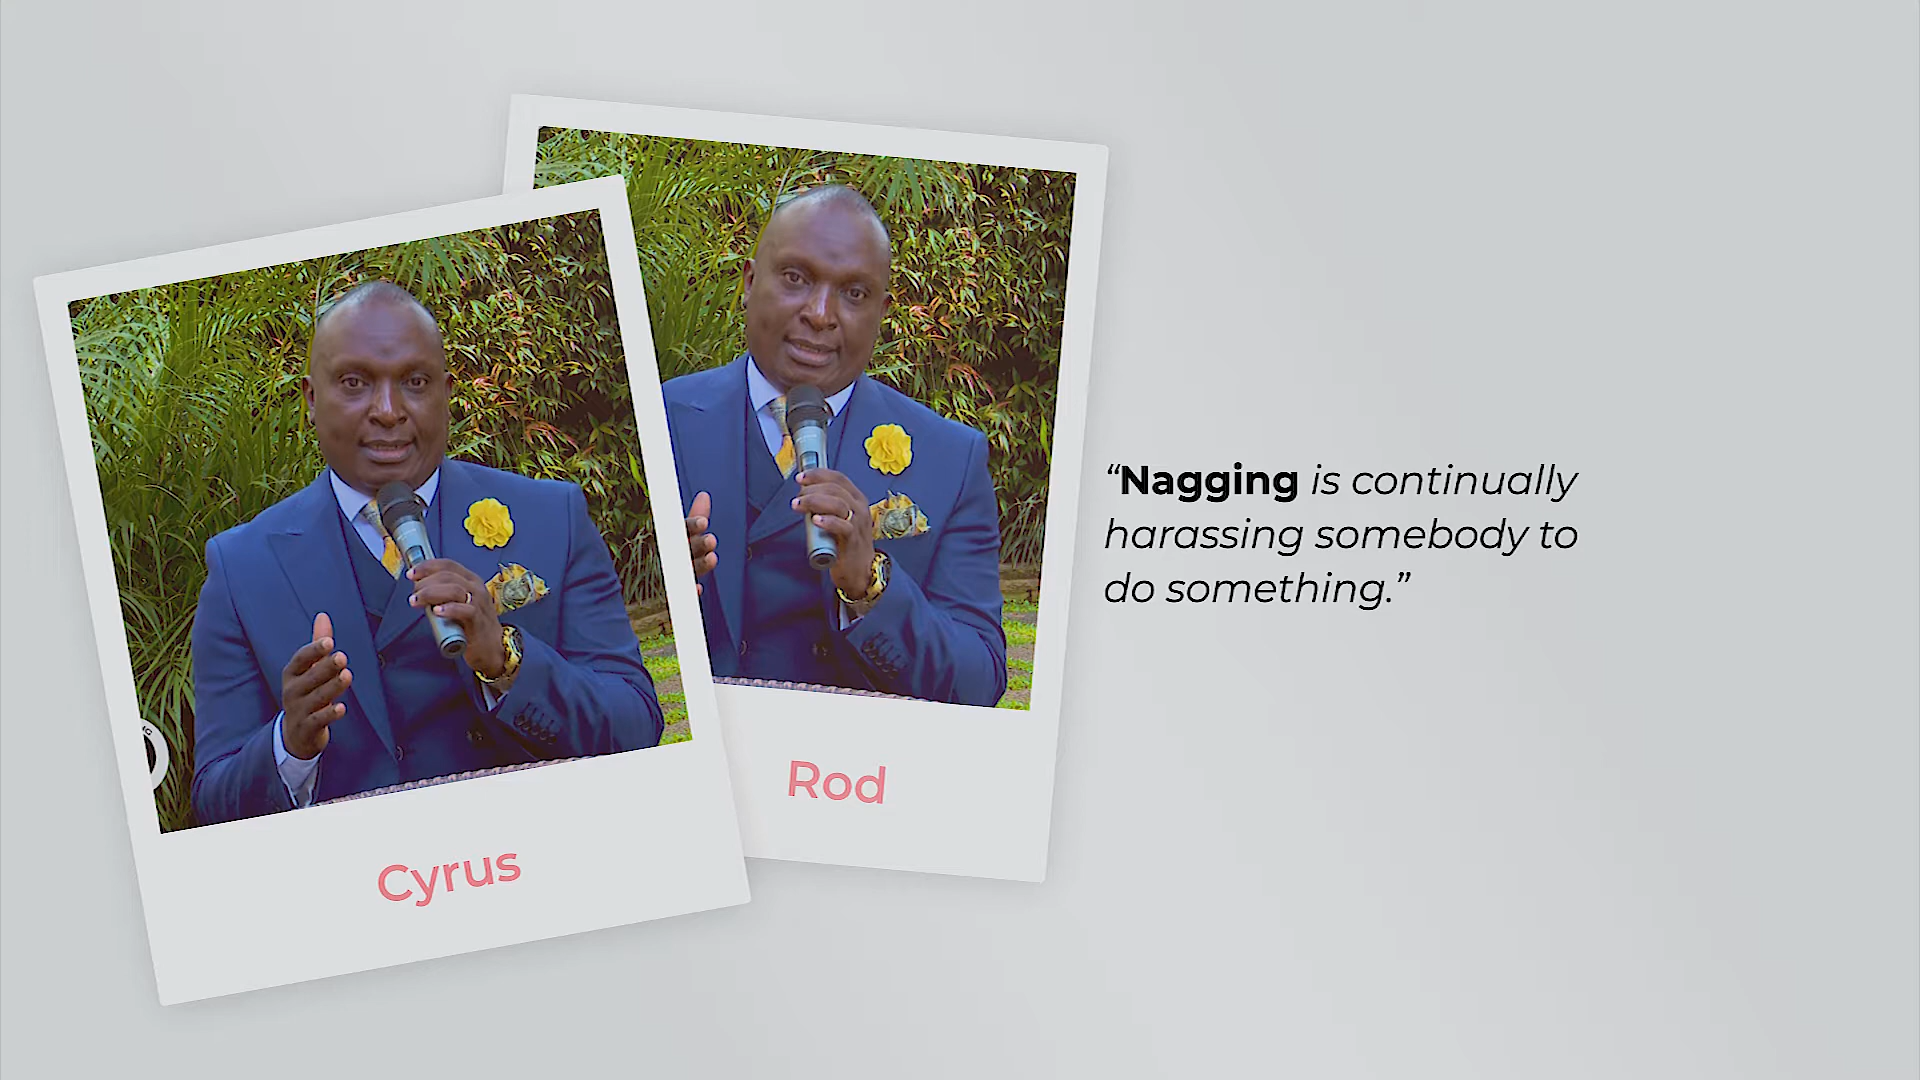 “Nagging is continually
harassing somebody to
do something.”
Rod
Cyrus